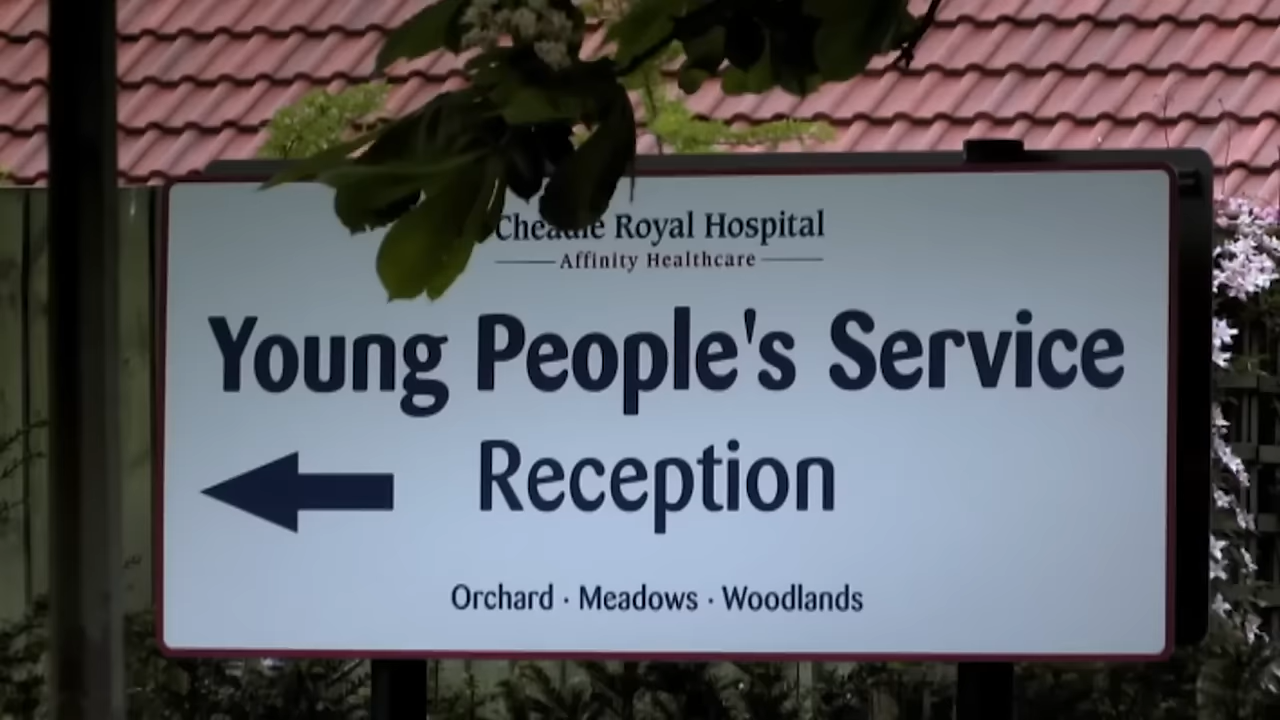 Cheadle Royal Hospital
Affinity Healthcare
Young People's Service
Reception
Orchard · Meadows · Woodlands